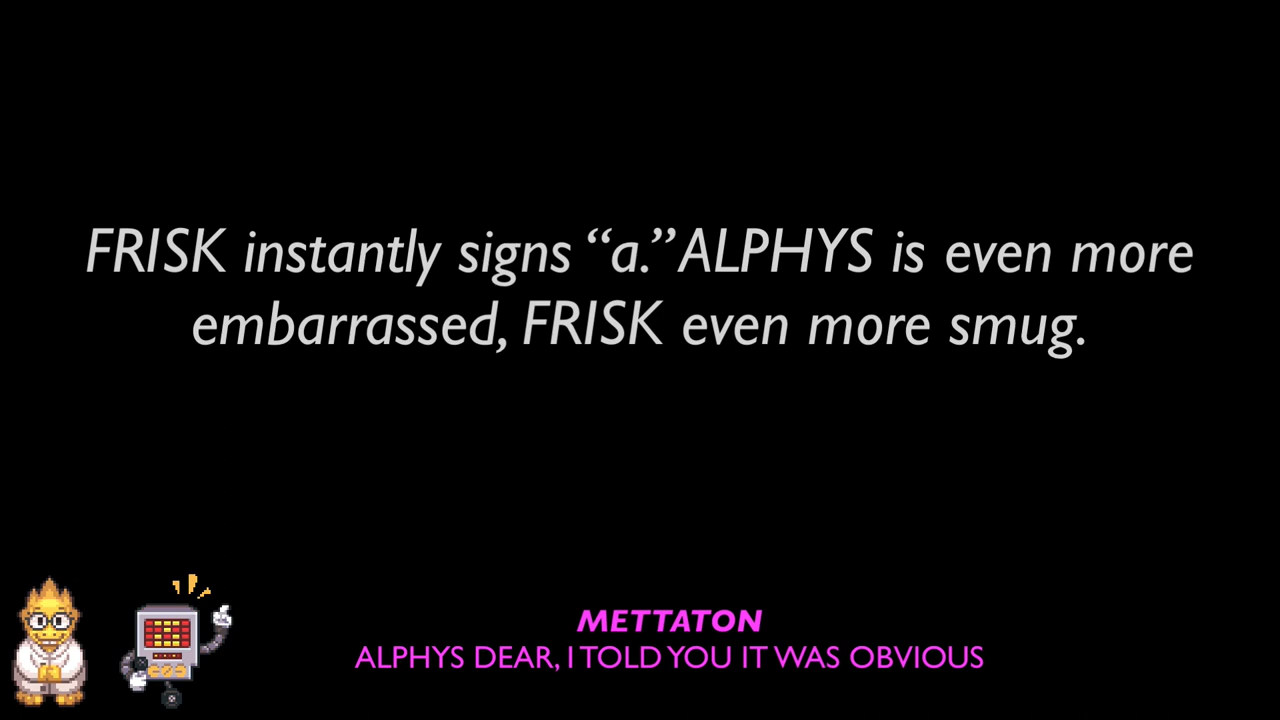 FRISK instantly signs “a.” ALPHYS is even more
embarrassed, FRISK even more smug.
METTATON
ALPHYS DEAR, I TOLD YOU IT WAS OBVIOUS